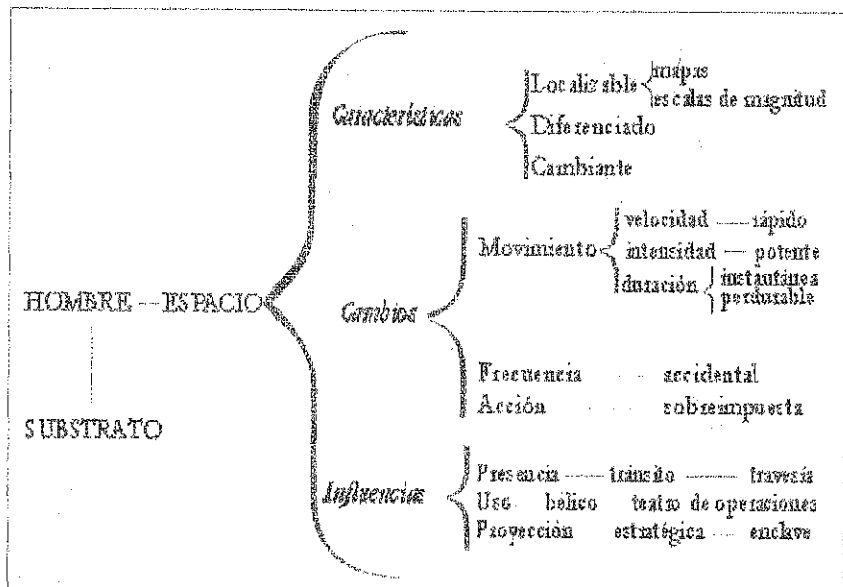 HOMBRE — ESPACIO
SUBSTRATO
Características
Localizable
mapas
escalas de magnitud
Diferenciado
Cambiante
Cambios
Movimiento
velocidad — rápido
intensidad — potente
duración
instantánea
perdurable
Frecuencia accidental
Acción sobreimpuesta
Influencias
Presencia — tránsito — travesía
Uso bélico teatro de operaciones
Proyección estratégica — enclave